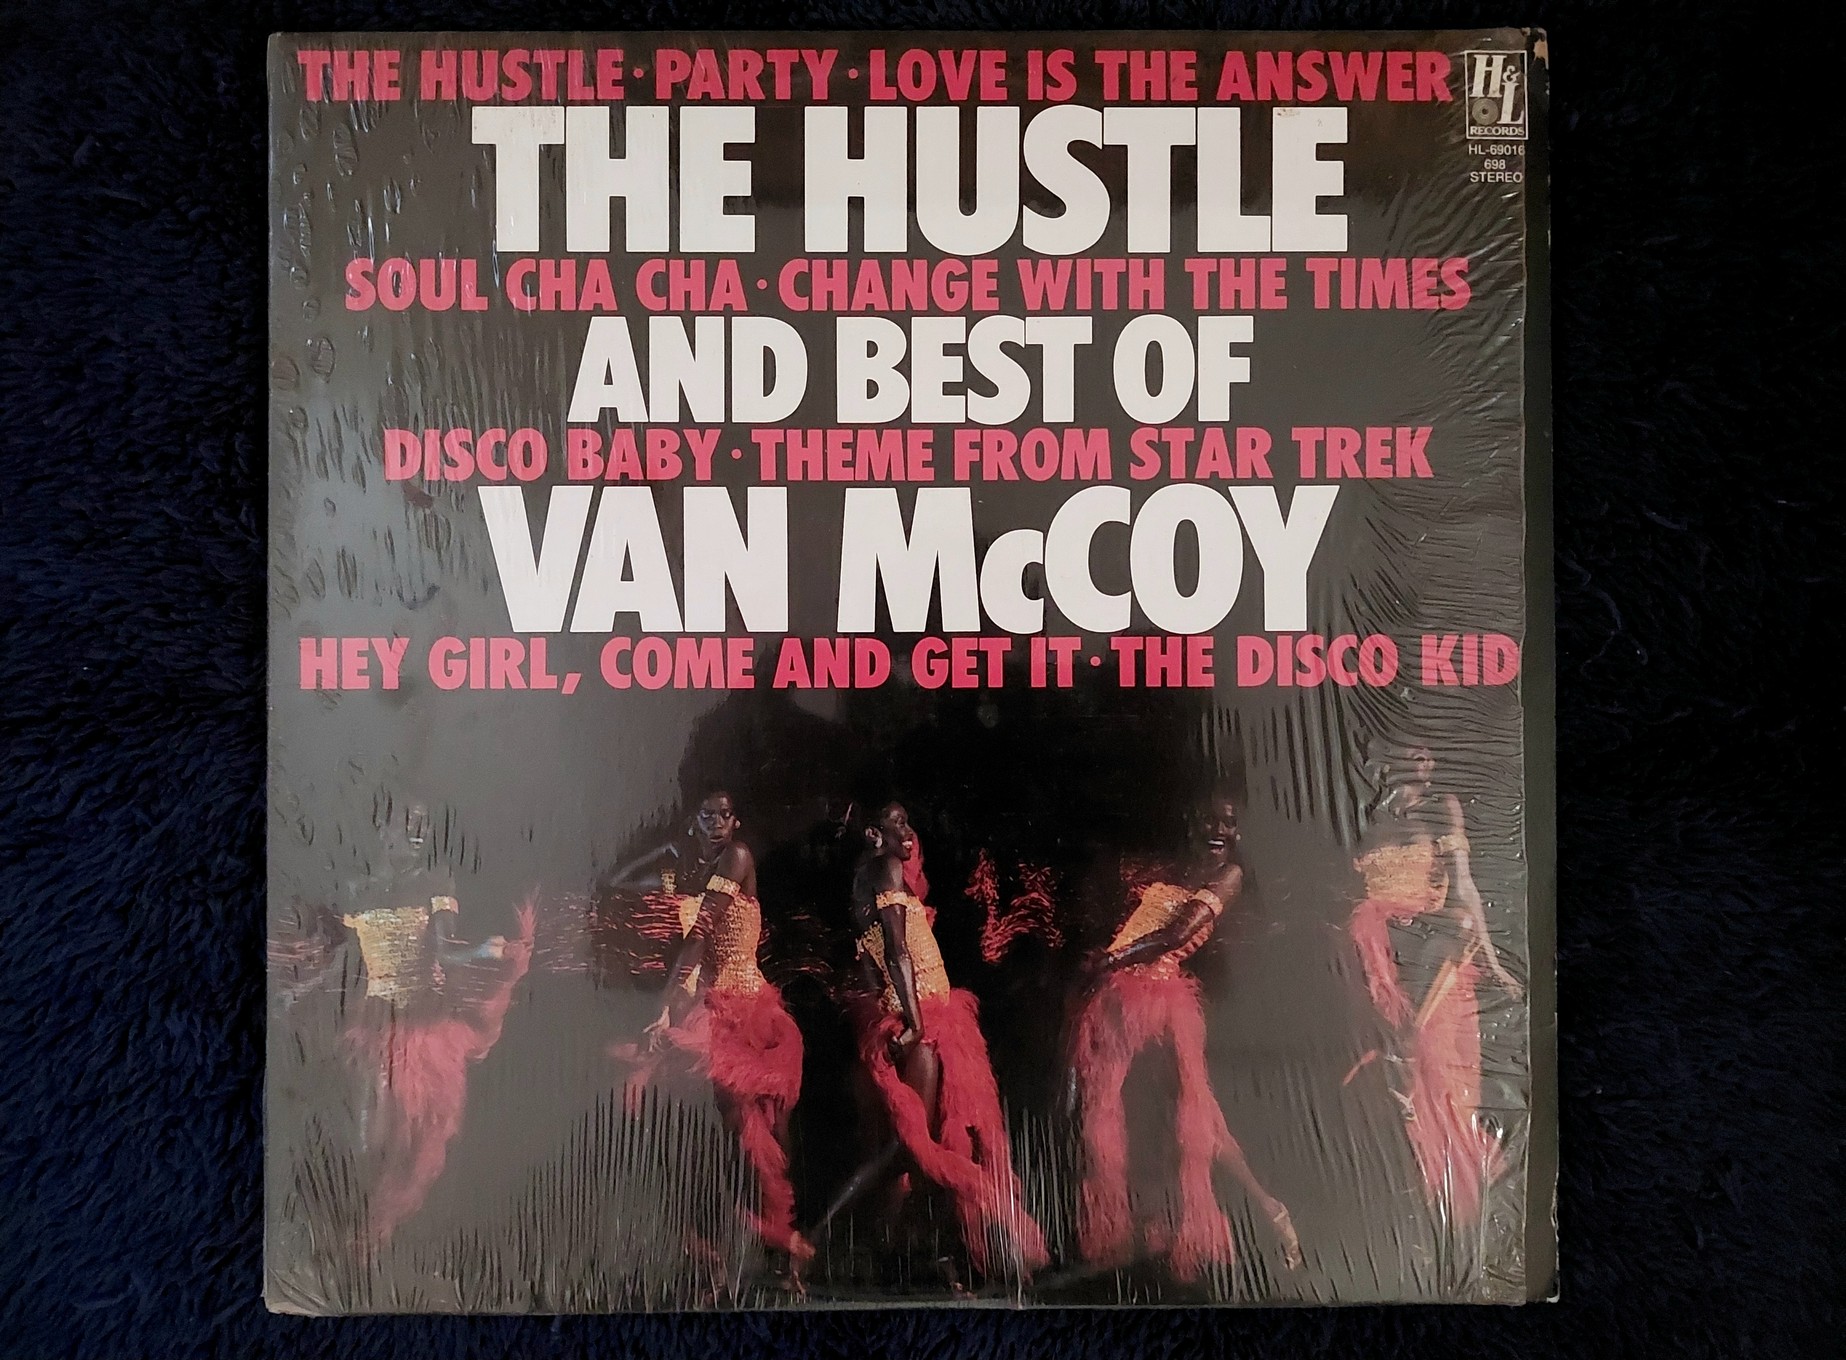 THE HUSTLE · PARTY · LOVE IS THE ANSWER
H&L
RECORDS
HL-69016
698
STEREO
THE HUSTLE
SOUL CHA CHA · CHANGE WITH THE TIMES
AND BEST OF
DISCO BABY · THEME FROM STAR TREK
VAN McCOY
HEY GIRL, COME AND GET IT · THE DISCO KID